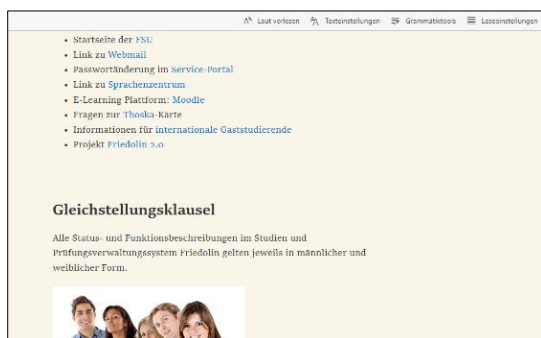 Laut vorlesen Texteinstellungen Grammatiktools Leseeinstellungen
• Startseite der FSU
• Link zu Webmail
• Passwortänderung im Service-Portal
• Link zu Sprachenzentrum
• E-Learning Plattform: Moodle
• Fragen zur Thoska-Karte
• Informationen für internationale Gaststudierende
• Projekt Friedolin 2.0
Gleichstellungsklausel
Alle Status- und Funktionsbeschreibungen im Studien und
Prüfungsverwaltungssystem Friedolin gelten jeweils in männlicher und
weiblicher Form.